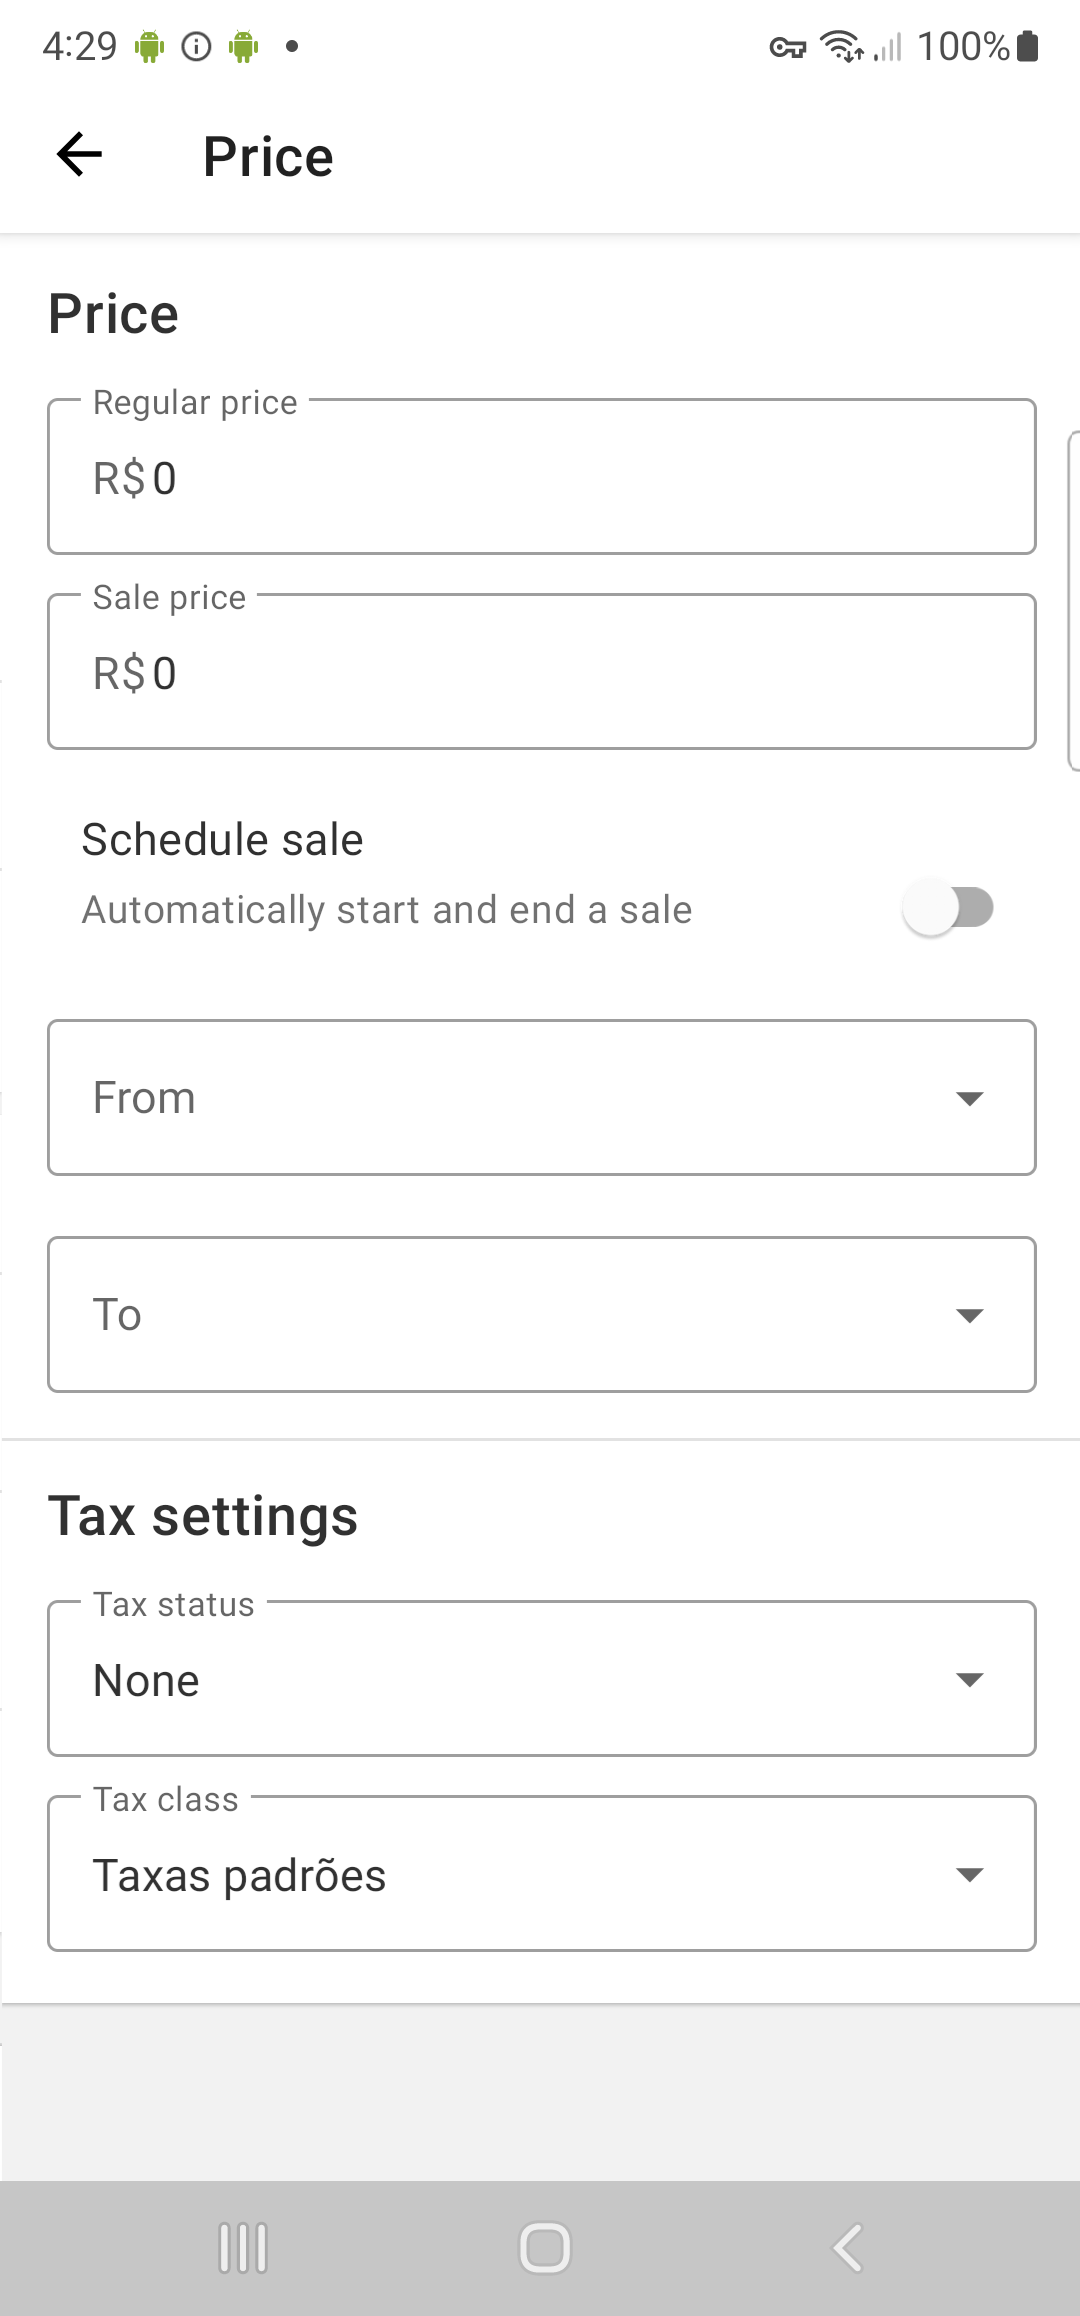 4:29 100%
Price
Price
Regular price
R$ 0
Sale price
R$ 0
Schedule sale
Automatically start and end a sale
From
To
Tax settings
Tax status
None
Tax class
Taxas padrões